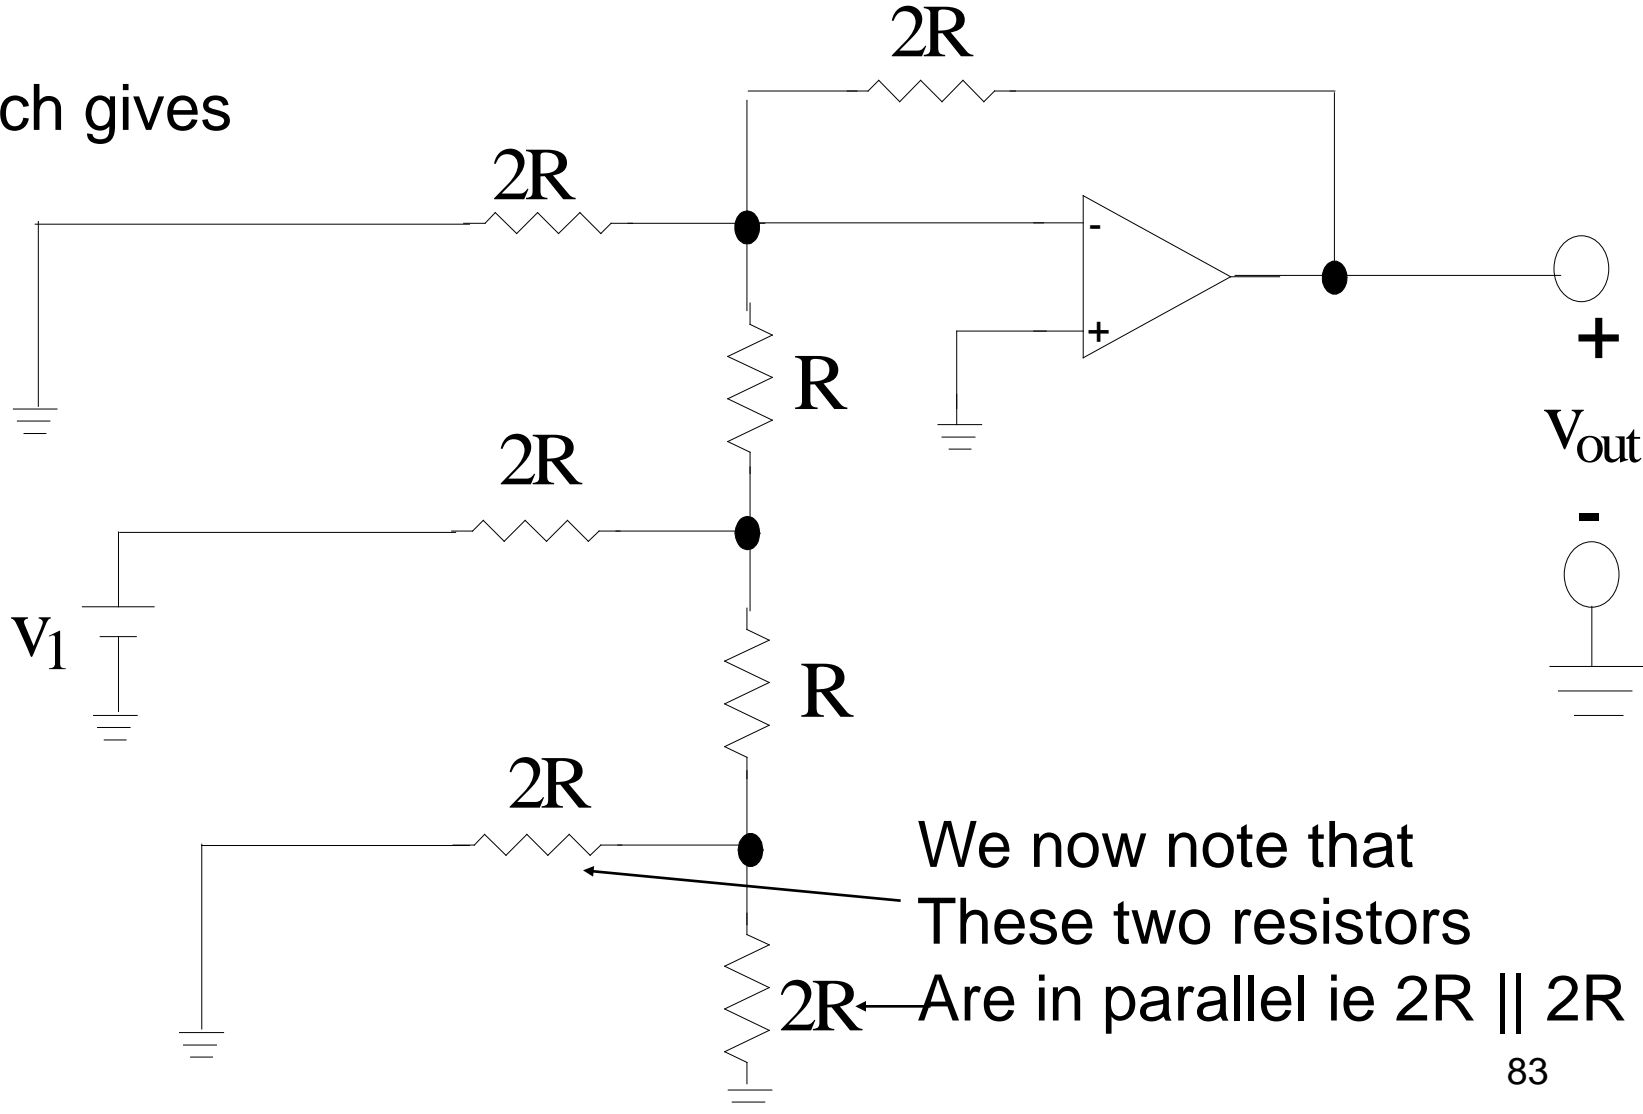 2R
ch gives
2R
-
+
R
+
vout
2R
-
v1
R
2R
We now note that
These two resistors
2R Are in parallel ie 2R || 2R
83